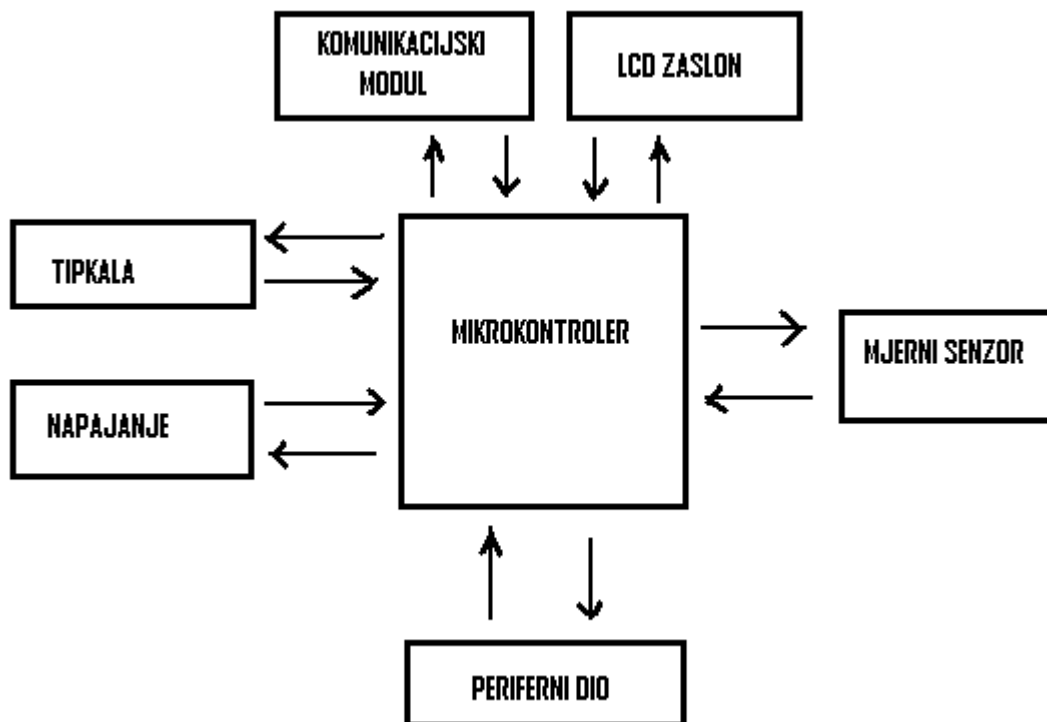 KOMUNIKACIJSKI
MODUL
LCD ZASLON
TIPKALA
MIKROKONTROLER
MJERNI SENZOR
NAPAJANJE
PERIFERNI DIO